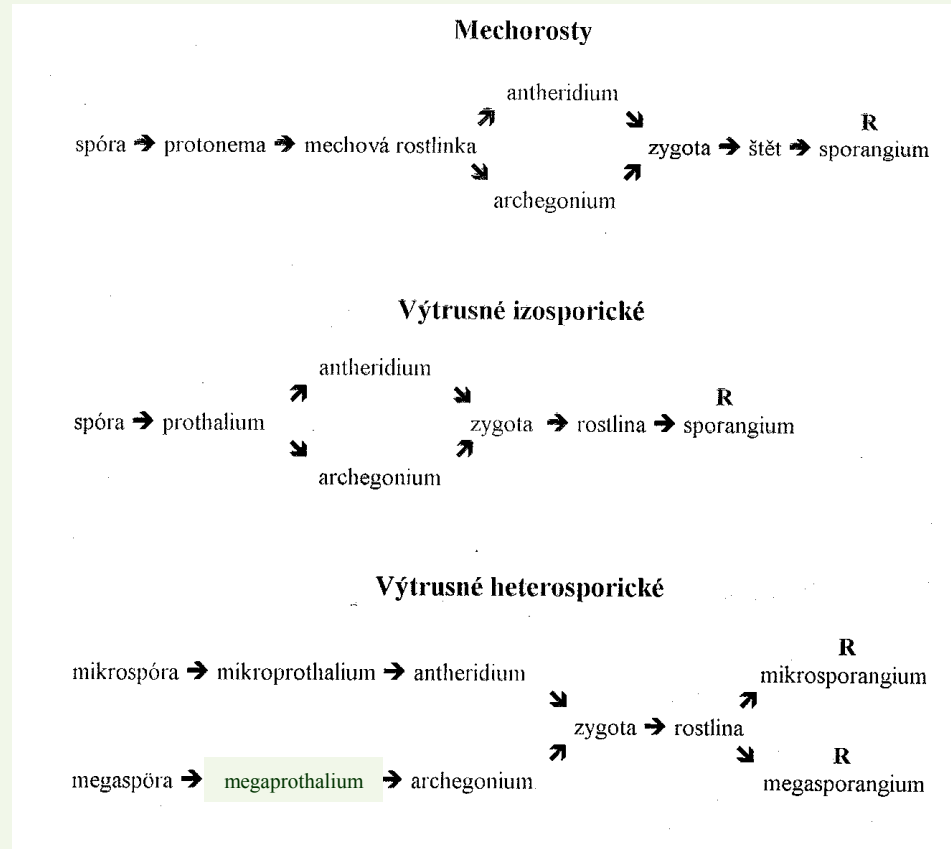 Mechorosty
antheridium
R
spóra ➔ protonema ➔ mechová rostlinka
zygota ➔ štět ➔ sporangium
archegonium
Výtrusné izosporické
antheridium
R
spóra ➔ prothalium
zygota ➔ rostlina ➔ sporangium
archegonium
Výtrusné heterosporické
R
mikrospóra ➔ mikroprothalium ➔ antheridium
mikrosporangium
zygota ➔ rostlina
R
megaspóra ➔ megaprothalium ➔ archegonium
megasporangium